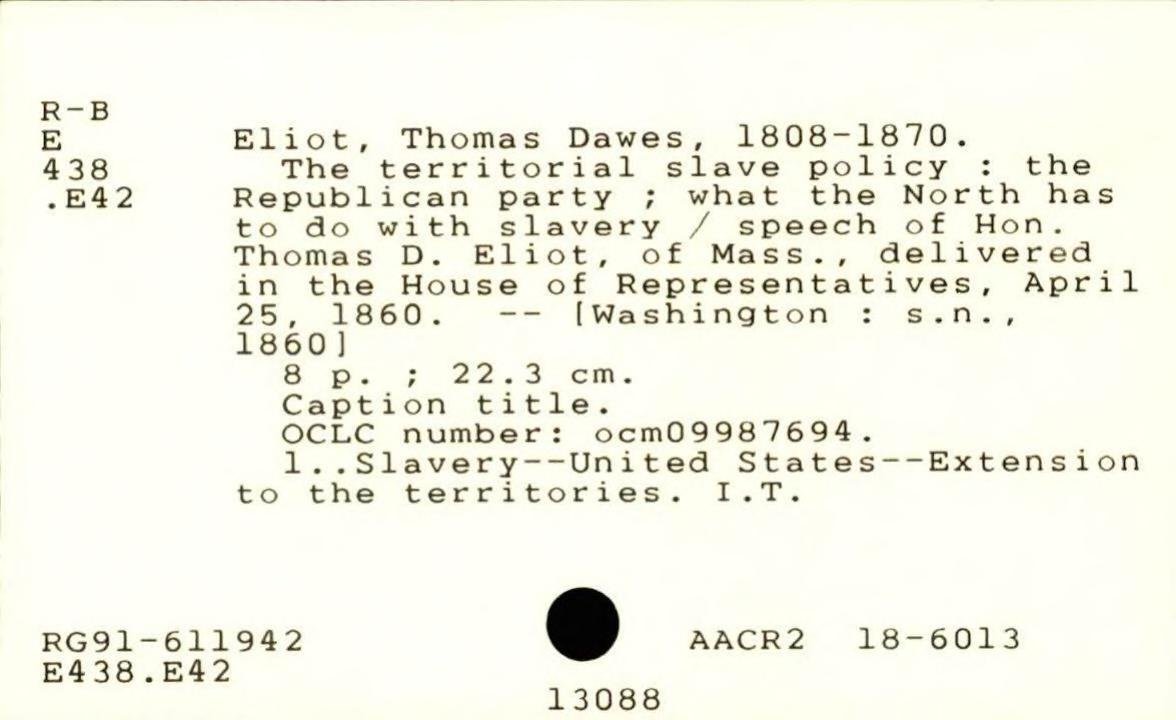 R-B
E Eliot, Thomas Dawes, 1808-1870.
438 The territorial slave policy : the
.E42 Republican party ; what the North has
to do with slavery / speech of Hon.
Thomas D. Eliot, of Mass., delivered
in the House of Representatives, April
25, 1860. -- [Washington : s.n.,
1860]
8 p. ; 22.3 cm.
Caption title.
OCLC number: ocm09987694.
1..Slavery--United States--Extension
to the territories. I.T.
RG91-611942 AACR2 18-6013
E438.E42
13088